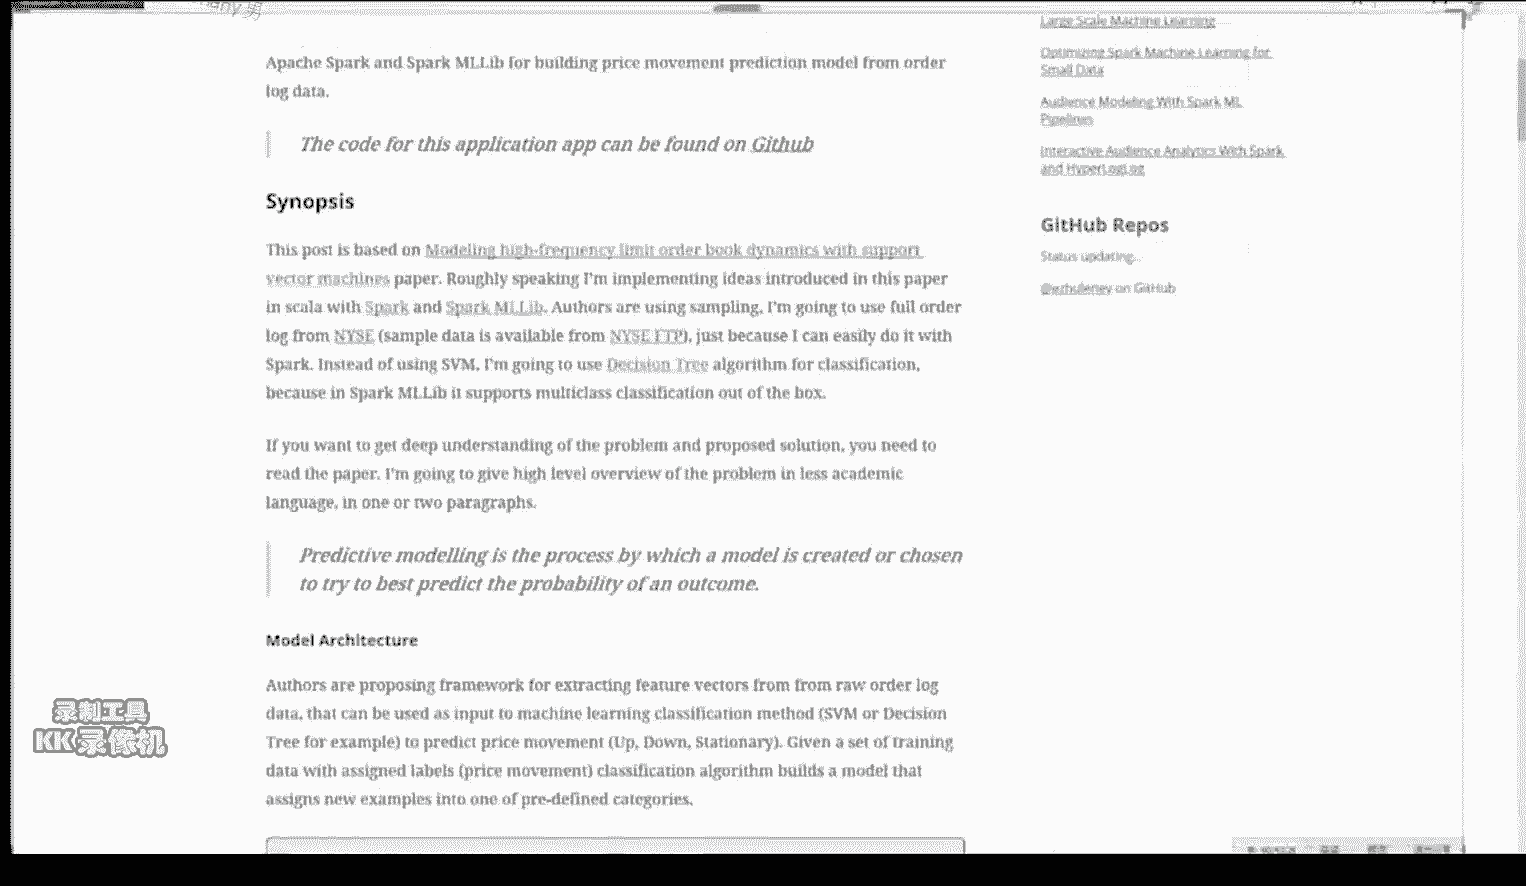 Apache Spark and Spark MLLib for building price movement prediction model from order
log data.
The code for this application app can be found on Github
Synopsis
This post is based on Modeling high-frequency limit order book dynamics with support
vector machines paper. Roughly speaking I'm implementing ideas introduced in this paper
in scala with Spark and Spark MLLib. Authors are using sampling, I'm going to use full order
log from NYSE (sample data is available from NYSE FTP), just because I can easily do it with
Spark. Instead of using SVM, I'm going to use Decision Tree algorithm for classification,
because in Spark MLLib it supports multiclass classification out of the box.
If you want to get deep understanding of the problem and proposed solution, you need to
read the paper. I'm going to give high level overview of the problem in less academic
language, in one or two paragraphs.
Predictive modelling is the process by which a model is created or chosen
to try to best predict the probability of an outcome.
Model Architecture
Authors are proposing framework for extracting feature vectors from from raw order log
data, that can be used as input to machine learning classification method (SVM or Decision
Tree for example) to predict price movement (Up, Down, Stationary). Given a set of training
data with assigned labels (price movement) classification algorithm builds a model that
assigns new examples into one of pre-defined categories.
Large Scale Machine Learning
Optimizing Spark Machine Learning for
Small Data
Audience Modeling With Spark ML
Pipelines
Interactive Audience Analytics With Spark
and HyperLogLog
GitHub Repos
Status updating...
@ezhulenev on GitHub
录制工具
KK录像机